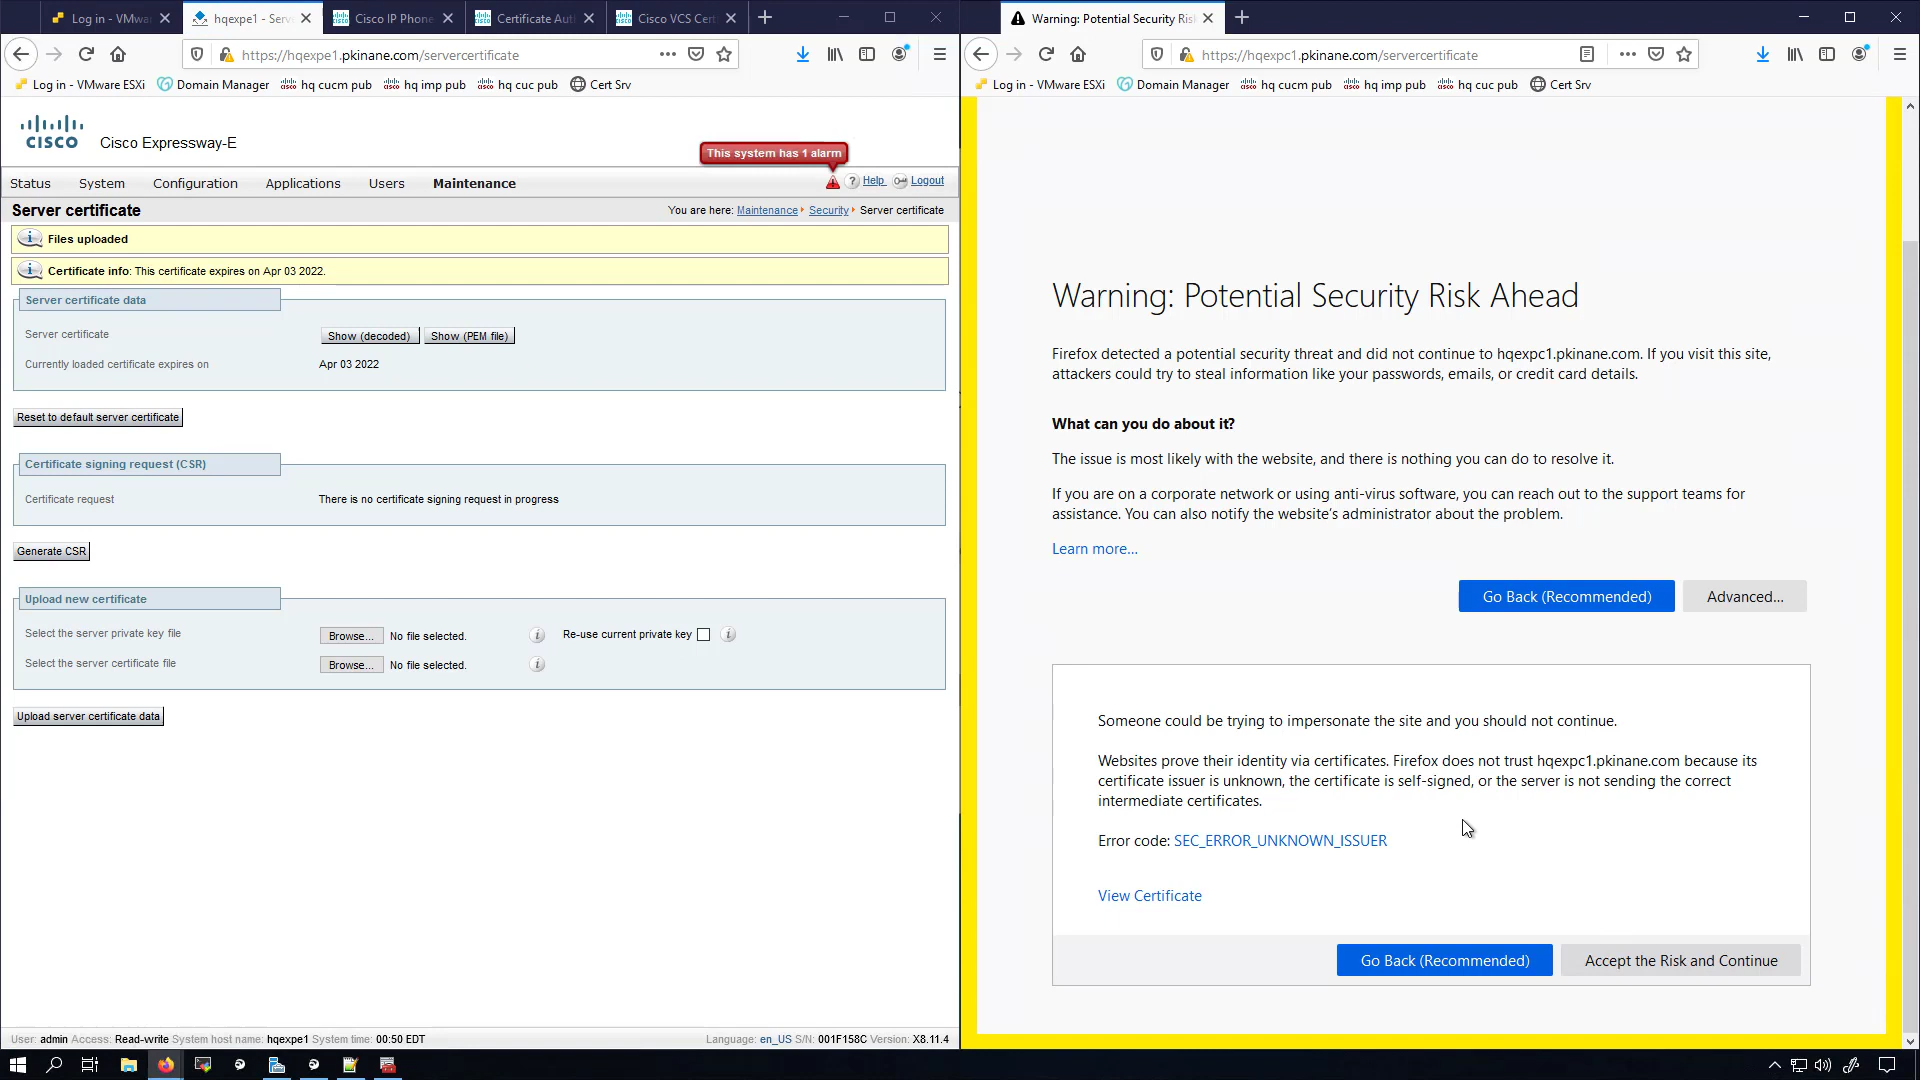 Log in - VMwa
hqexpe1 - Serv
Cisco IP Phone
Certificate Aut
Cisco VCS Cert
https://hqexpe1.pkinane.com/servercertificate
Log in - VMware ESXi
Domain Manager
hq cucm pub
hq imp pub
hq cuc pub
Cert Srv
CISCO
Cisco Expressway-E
This system has 1 alarm
Status
System
Configuration
Applications
Users
Maintenance
Help
Logout
Server certificate
You are here: Maintenance Security Server certificate
Files uploaded
Certificate info: This certificate expires on Apr 03 2022.
Server certificate data
Server certificate
Show (decoded)
Show (PEM file)
Currently loaded certificate expires on
Apr 03 2022
Reset to default server certificate
Certificate signing request (CSR)
Certificate request
There is no certificate signing request in progress
Generate CSR
Upload new certificate
Select the server private key file
Browse...
No file selected.
Re-use current private key
Select the server certificate file
Browse...
No file selected.
Upload server certificate data
User: admin Access: Read-write System host name: hqexpe1 System time: 00:50 EDT
Language: en_US S/N: 001F158C Version: X8.11.4
Warning: Potential Security Ris
https://hqexpc1.pkinane.com/servercertificate
Log in - VMware ESXi
Domain Manager
hq cucm pub
hq imp pub
hq cuc pub
Cert Srv
Warning: Potential Security Risk Ahead
Firefox detected a potential security threat and did not continue to hqexpc1.pkinane.com. If you visit this site,
attackers could try to steal information like your passwords, emails, or credit card details.
What can you do about it?
The issue is most likely with the website, and there is nothing you can do to resolve it.
If you are on a corporate network or using anti-virus software, you can reach out to the support teams for
assistance. You can also notify the website's administrator about the problem.
Learn more...
Go Back (Recommended)
Advanced...
Someone could be trying to impersonate the site and you should not continue.
Websites prove their identity via certificates. Firefox does not trust hqexpc1.pkinane.com because its
certificate issuer is unknown, the certificate is self-signed, or the server is not sending the correct
intermediate certificates.
Error code: SEC_ERROR_UNKNOWN_ISSUER
View Certificate
Go Back (Recommended)
Accept the Risk and Continue